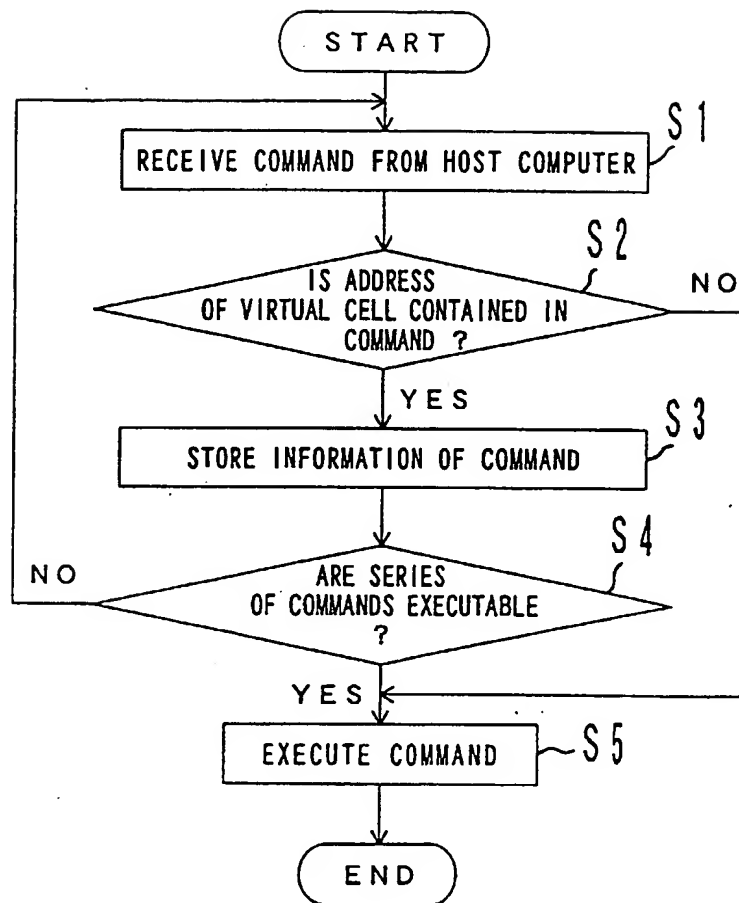 START
RECEIVE COMMAND FROM HOST COMPUTER
S1
IS ADDRESS
OF VIRTUAL CELL CONTAINED IN
COMMAND ?
S2
NO
YES
STORE INFORMATION OF COMMAND
S3
ARE SERIES
OF COMMANDS EXECUTABLE
?
S4
NO
YES
EXECUTE COMMAND
S5
END